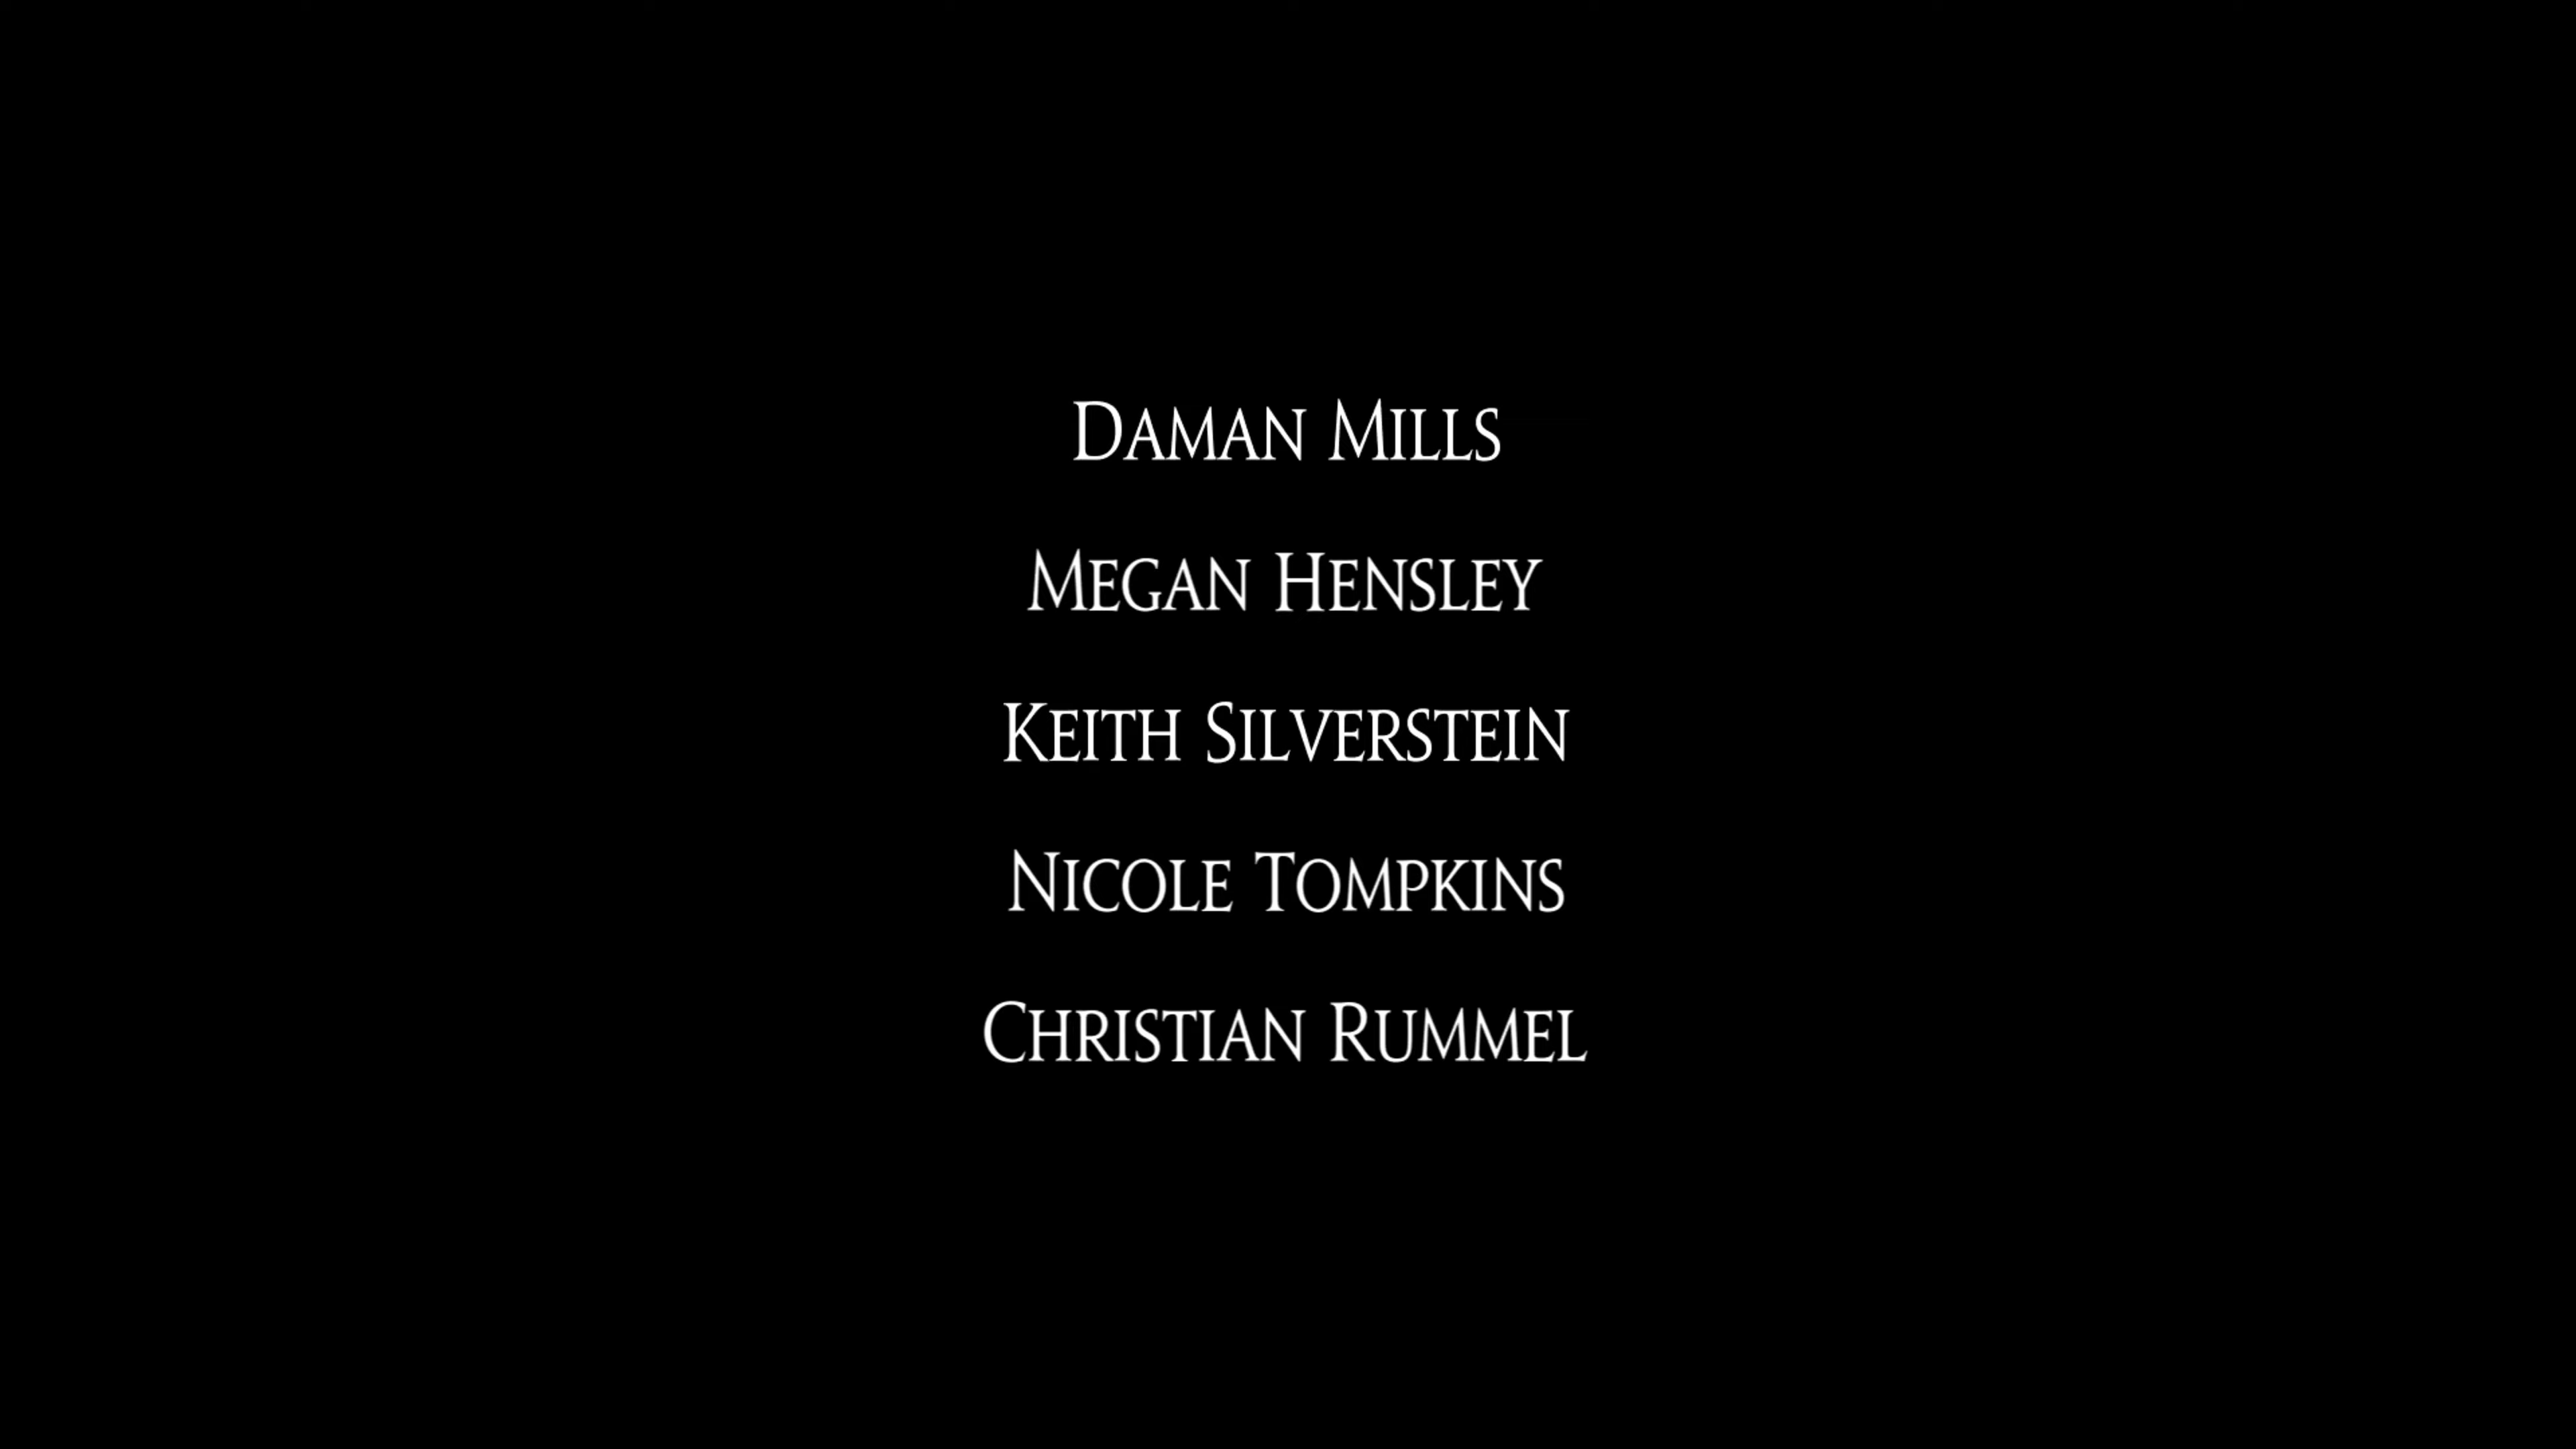 Daman Mills
Megan Hensley
Keith Silverstein
Nicole Tompkins
Christian Rummel